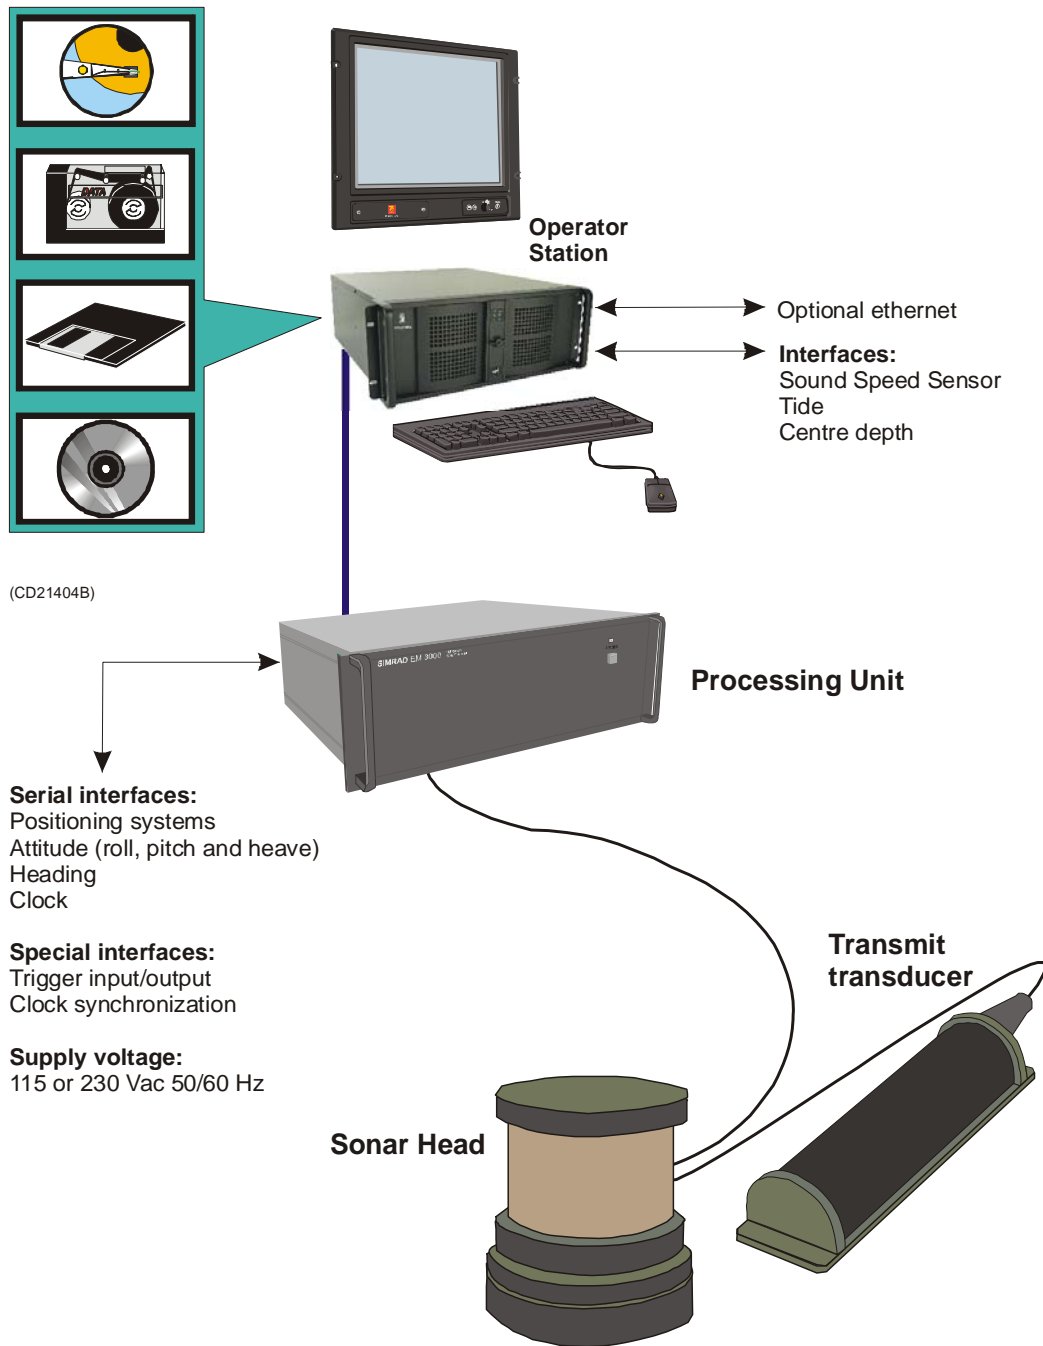 DATA
Operator
Station
Optional ethernet
Interfaces:
Sound Speed Sensor
Tide
Centre depth
(CD21404B)
SIMRAD EM 3000
Processing Unit
Serial interfaces:
Positioning systems
Attitude (roll, pitch and heave)
Heading
Clock
Special interfaces:
Trigger input/output
Clock synchronization
Supply voltage:
115 or 230 Vac 50/60 Hz
Transmit
transducer
Sonar Head